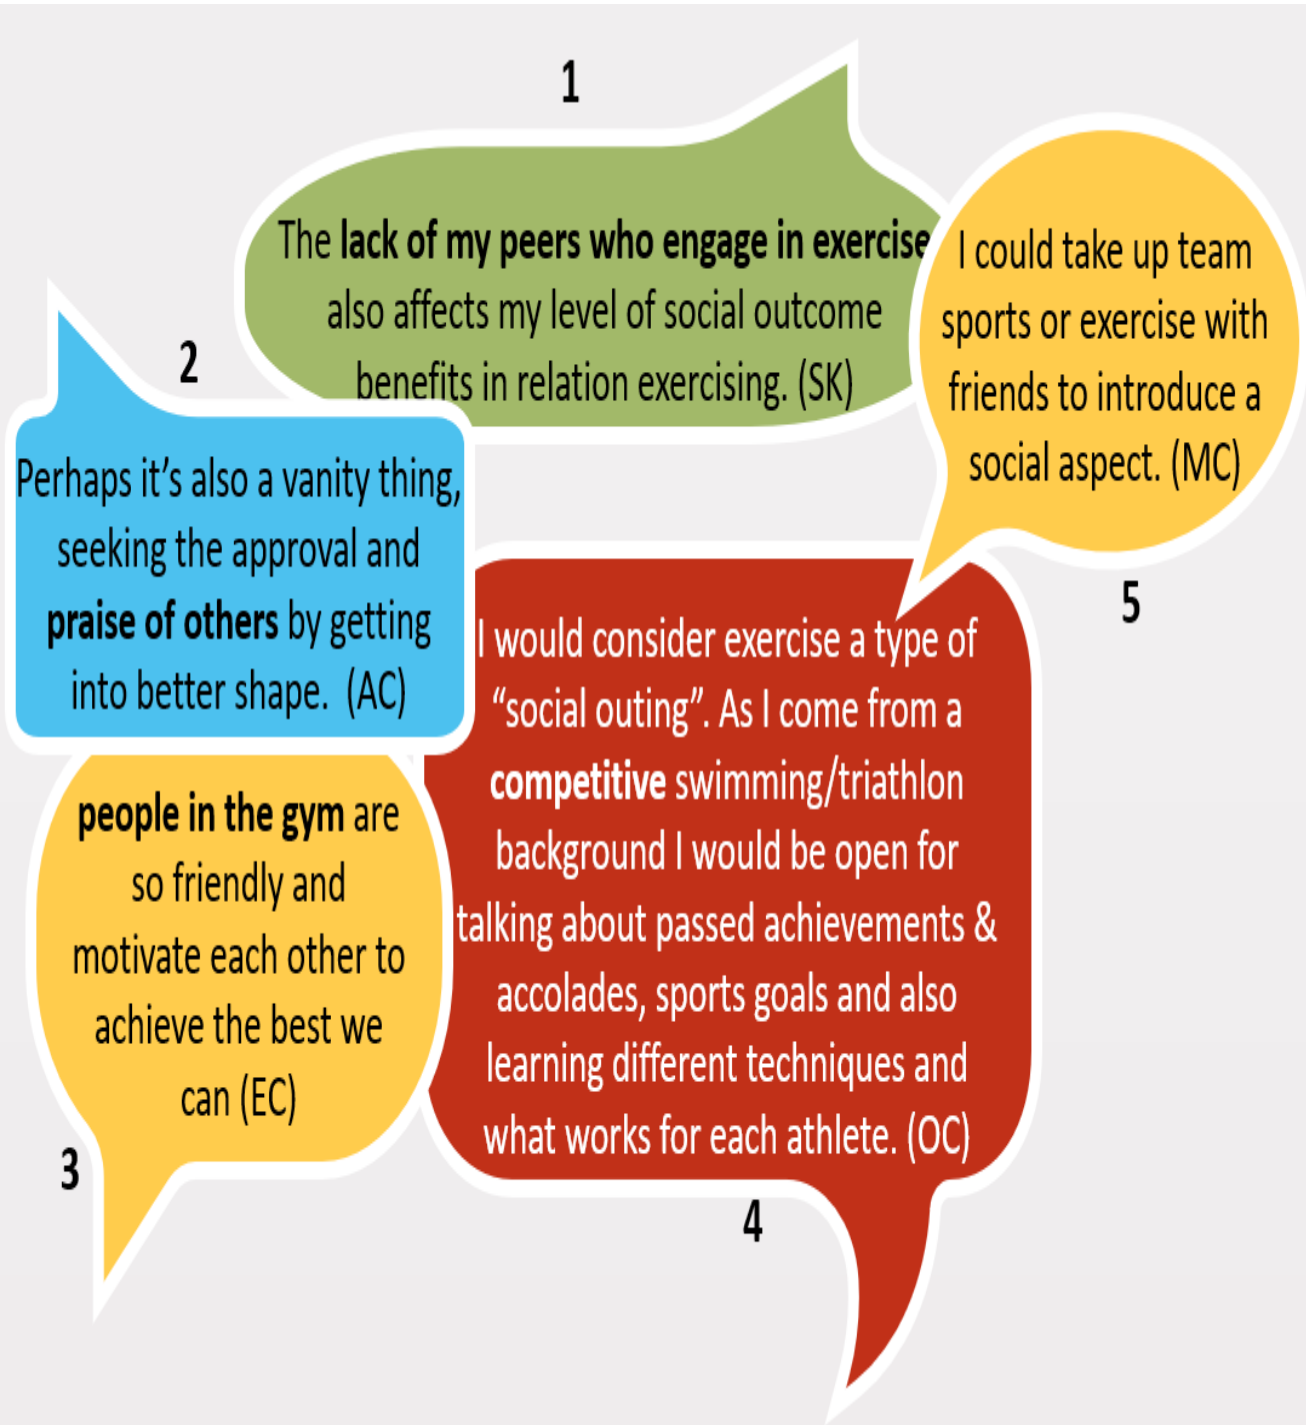 1
The lack of my peers who engage in exercise
also affects my level of social outcome
benefits in relation exercising. (SK)
2
Perhaps it’s also a vanity thing,
seeking the approval and
praise of others by getting
into better shape.  (AC)
people in the gym are
so friendly and
motivate each other to
achieve the best we
can (EC)
3
I would consider exercise a type of
“social outing”. As I come from a
competitive swimming/triathlon
background I would be open for
talking about passed achievements &
accolades, sports goals and also
learning different techniques and
what works for each athlete. (OC)
4
I could take up team
sports or exercise with
friends to introduce a
social aspect. (MC)
5